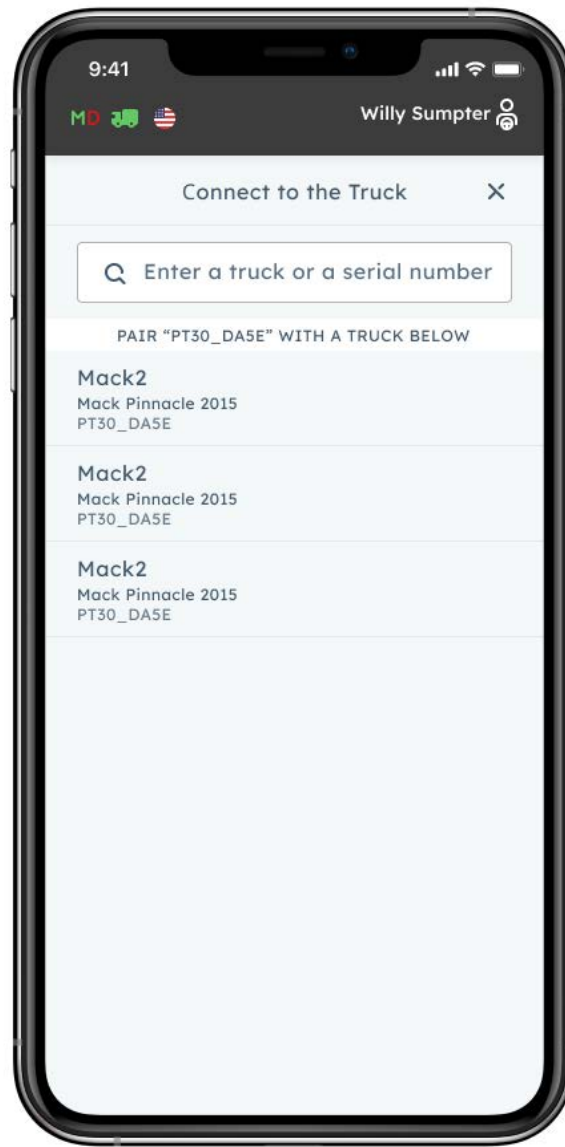 9:41
MD
Willy Sumpter
Connect to the Truck
Enter a truck or a serial number
PAIR “PT30_DA5E” WITH A TRUCK BELOW
Mack2
Mack Pinnacle 2015
PT30_DA5E
Mack2
Mack Pinnacle 2015
PT30_DA5E
Mack2
Mack Pinnacle 2015
PT30_DA5E